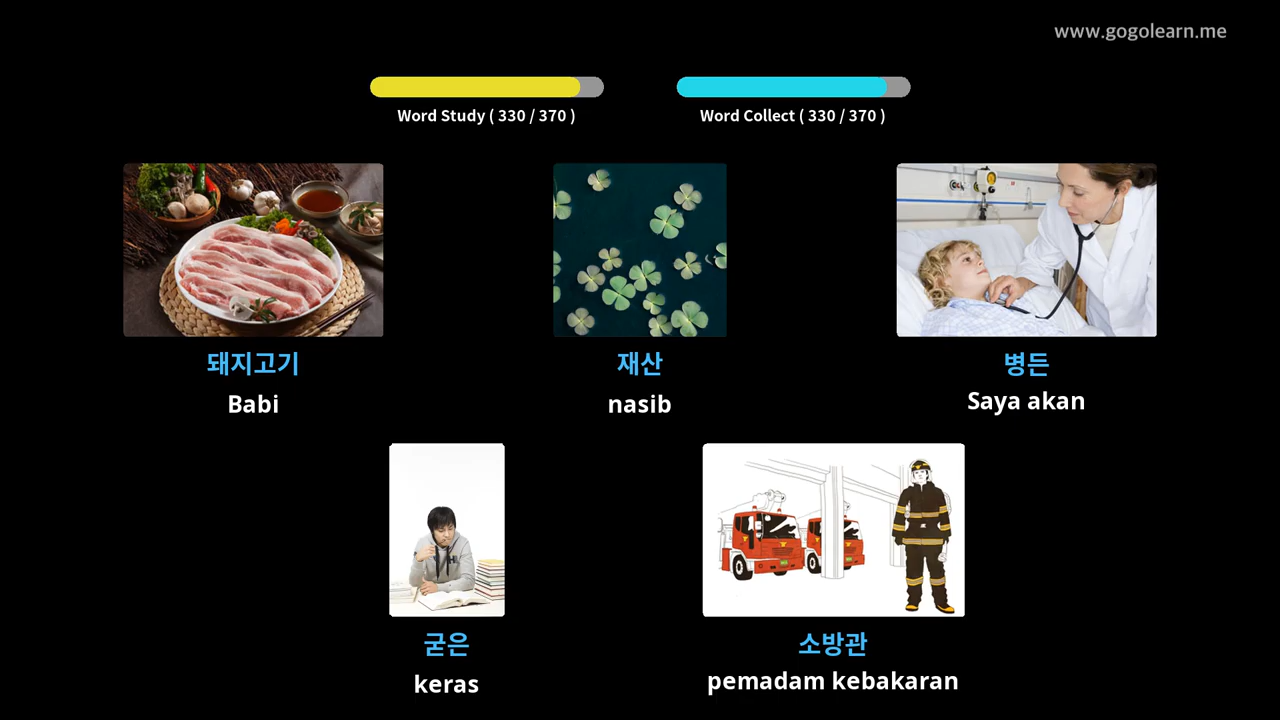 www.gogolearn.me
Word Study ( 330 / 370 )
Word Collect ( 330 / 370 )
돼지고기
Babi
재산
nasib
병든
Saya akan
굳은
keras
소방관
pemadam kebakaran